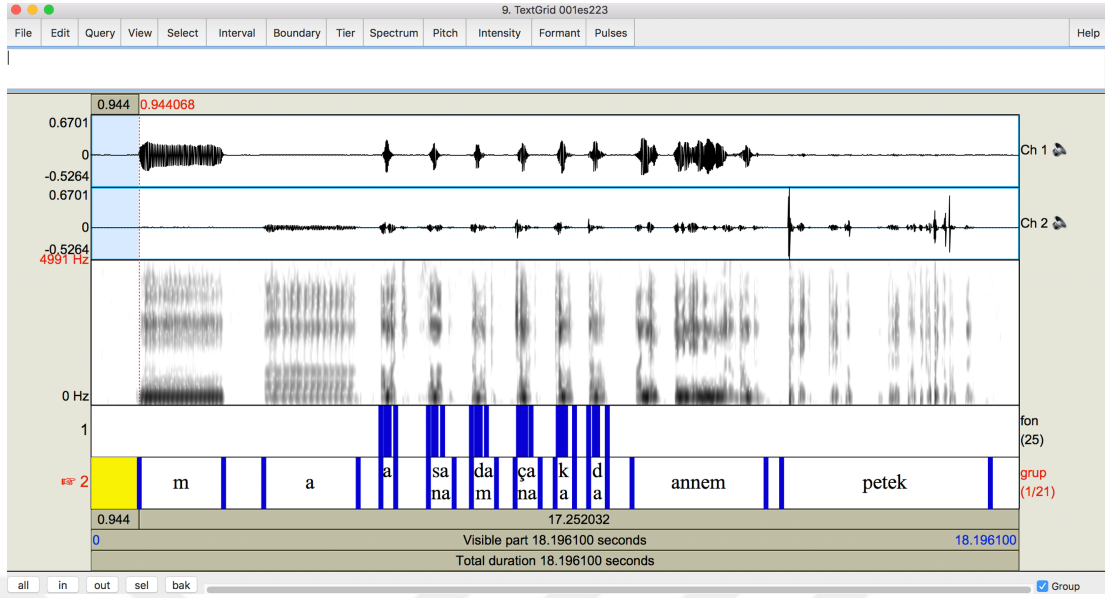 9. TextGrid 001es223
File Edit Query View Select Interval Boundary Tier Spectrum Pitch Intensity Formant Pulses Help
0.944 0.944068
0.6701
0
-0.5264
Ch 1
0.6701
0
-0.5264
Ch 2
4991 Hz
0 Hz
1
fon
(25)
2
m a a sa na da m ça na k a d a annem petek
grup
(1/21)
0.944 17.252032
0 Visible part 18.196100 seconds 18.196100
Total duration 18.196100 seconds
all in out sel bak Group